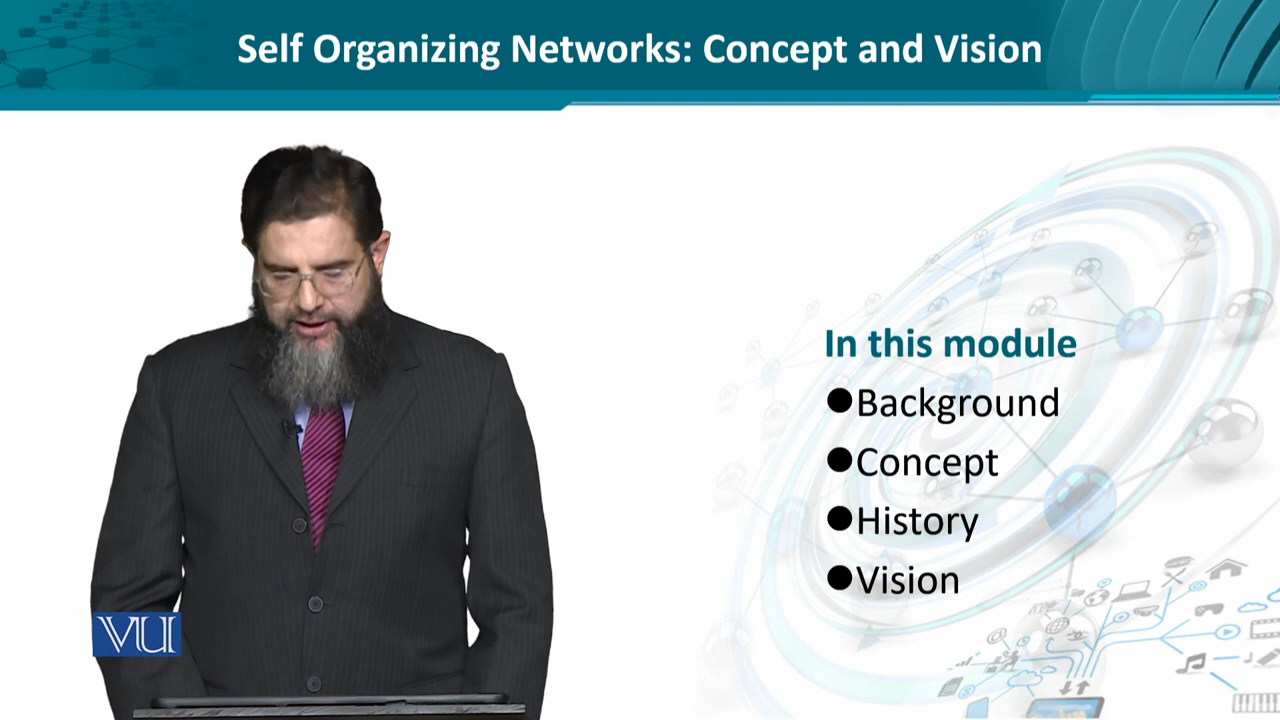 Self Organizing Networks: Concept and Vision
In this module
●Background
●Concept
●History
●Vision
VU